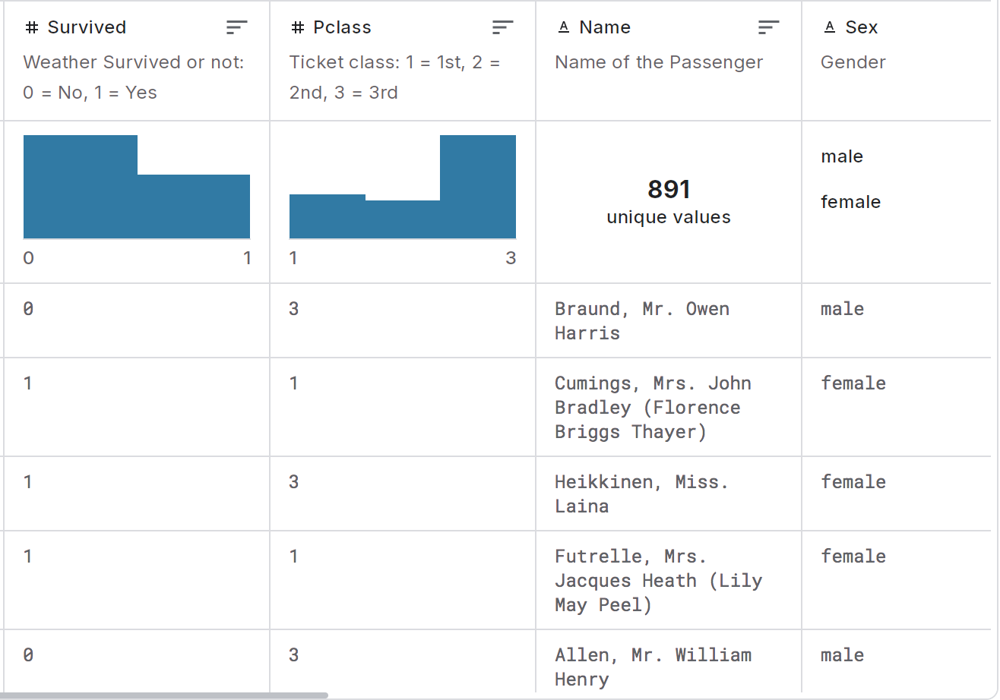 # Survived
# Pclass
A Name
A Sex
Weather Survived or not:
0 = No, 1 = Yes
Ticket class: 1 = 1st, 2 =
2nd, 3 = 3rd
Name of the Passenger
Gender
0 1
1 3
891
unique values
male
female
0
3
Braund, Mr. Owen
Harris
male
1
1
Cumings, Mrs. John
Bradley (Florence
Briggs Thayer)
female
1
3
Heikkinen, Miss.
Laina
female
1
1
Futrelle, Mrs.
Jacques Heath (Lily
May Peel)
female
0
3
Allen, Mr. William
Henry
male